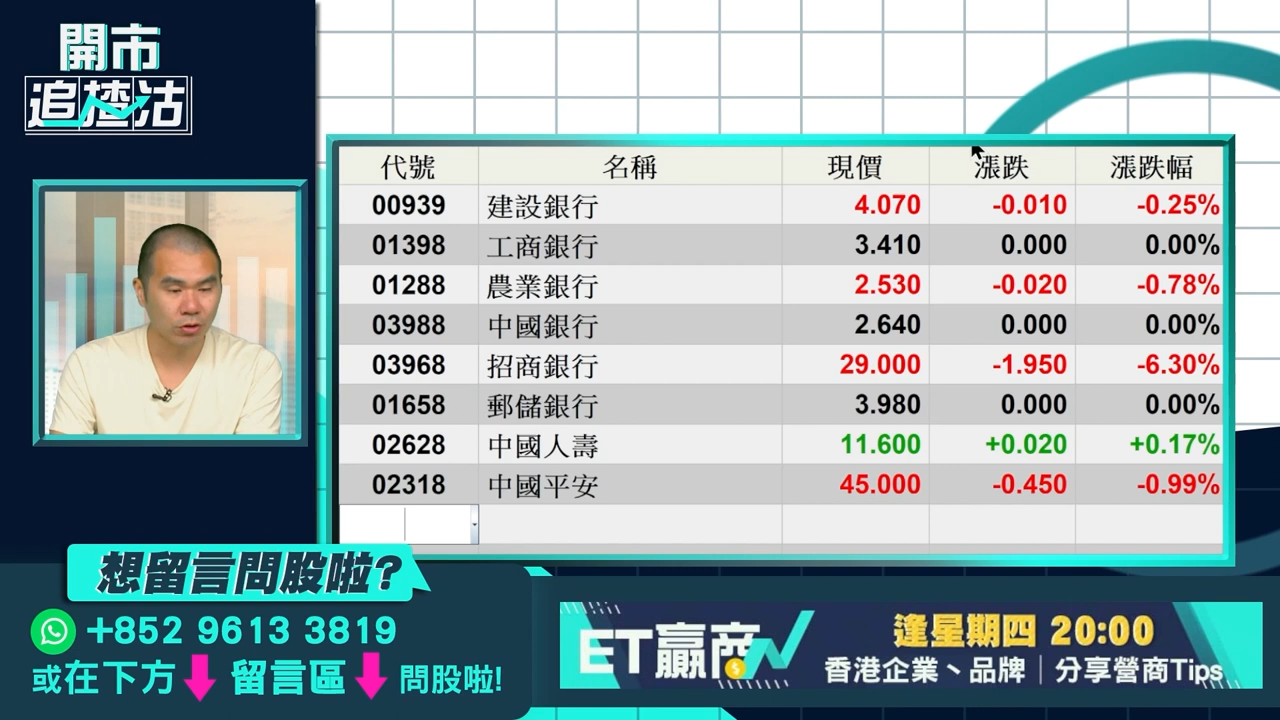 開市
追揸沽
代號 名稱 現價 漲跌 漲跌幅
00939 建設銀行 4.070 -0.010 -0.25%
01398 工商銀行 3.410 0.000 0.00%
01288 農業銀行 2.530 -0.020 -0.78%
03988 中國銀行 2.640 0.000 0.00%
03968 招商銀行 29.000 -1.950 -6.30%
01658 郵儲銀行 3.980 0.000 0.00%
02628 中國人壽 11.600 +0.020 +0.17%
02318 中國平安 45.000 -0.450 -0.99%
想留言問股啦?
+852 9613 3819
或在下方 留言區 問股啦!
ET贏商
逢星期四 20:00
香港企業、品牌｜分享營商Tips